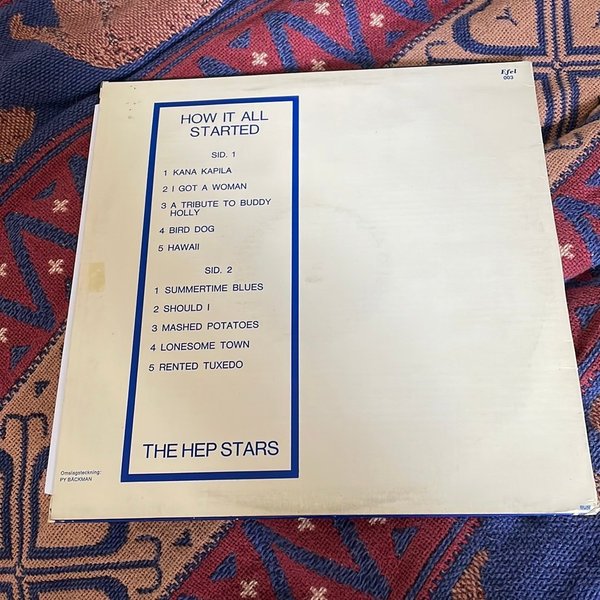 Efel
003
HOW IT ALL
STARTED
SID. 1
1 KANA KAPILA
2 I GOT A WOMAN
3 A TRIBUTE TO BUDDY
HOLLY
4 BIRD DOG
5 HAWAII
SID. 2
1 SUMMERTIME BLUES
2 SHOULD I
3 MASHED POTATOES
4 LONESOME TOWN
5 RENTED TUXEDO
THE HEP STARS
Omslagsteckning:
PY BÄCKMAN